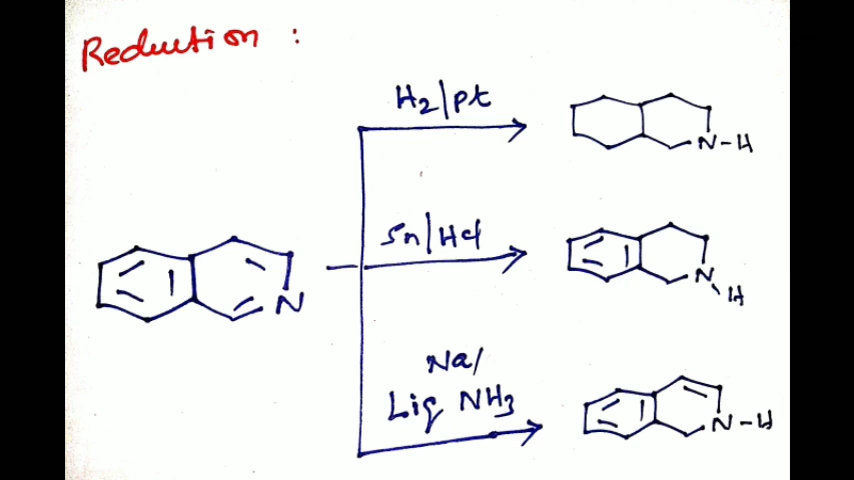 Reduction :
H2/pt
N-H
Sn/Hcl
N
H
N
Na/
Liq NH3
N-H